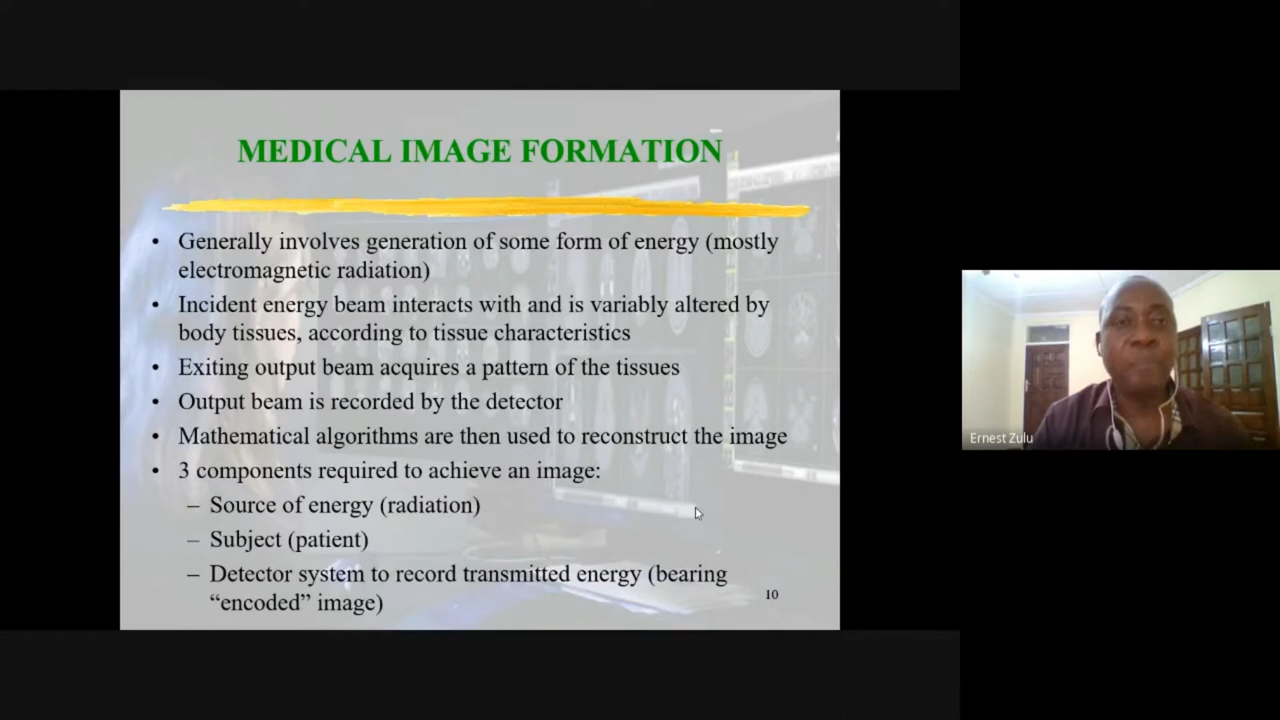 MEDICAL IMAGE FORMATION
• Generally involves generation of some form of energy (mostly
electromagnetic radiation)
• Incident energy beam interacts with and is variably altered by
body tissues, according to tissue characteristics
• Exiting output beam acquires a pattern of the tissues
• Output beam is recorded by the detector
• Mathematical algorithms are then used to reconstruct the image
• 3 components required to achieve an image:
– Source of energy (radiation)
– Subject (patient)
– Detector system to record transmitted energy (bearing
“encoded” image)
10
Ernest Zulu